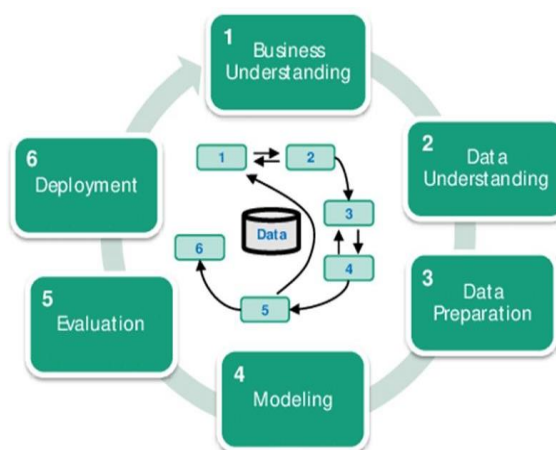 1
Business
Understanding
2
Data
Understanding
3
Data
Preparation
4
Modeling
5
Evaluation
6
Deployment
1
2
3
4
5
6
Data